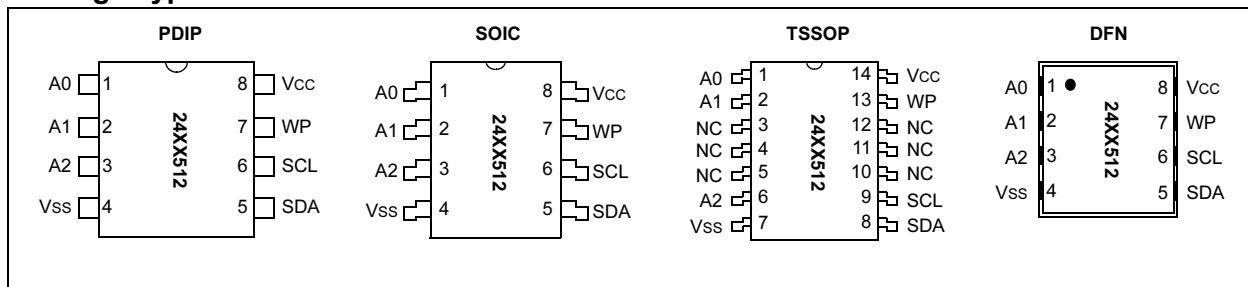 PDIP
A0 1 8 VCC
A1 2 7 WP
A2 3 6 SCL
VSS 4 5 SDA
24XX512
SOIC
A0 1 8 VCC
A1 2 7 WP
A2 3 6 SCL
VSS 4 5 SDA
24XX512
TSSOP
A0 1 14 VCC
A1 2 13 WP
NC 3 12 NC
NC 4 11 NC
NC 5 10 NC
A2 6 9 SCL
VSS 7 8 SDA
24XX512
DFN
A0 1 8 VCC
A1 2 7 WP
A2 3 6 SCL
VSS 4 5 SDA
24XX512